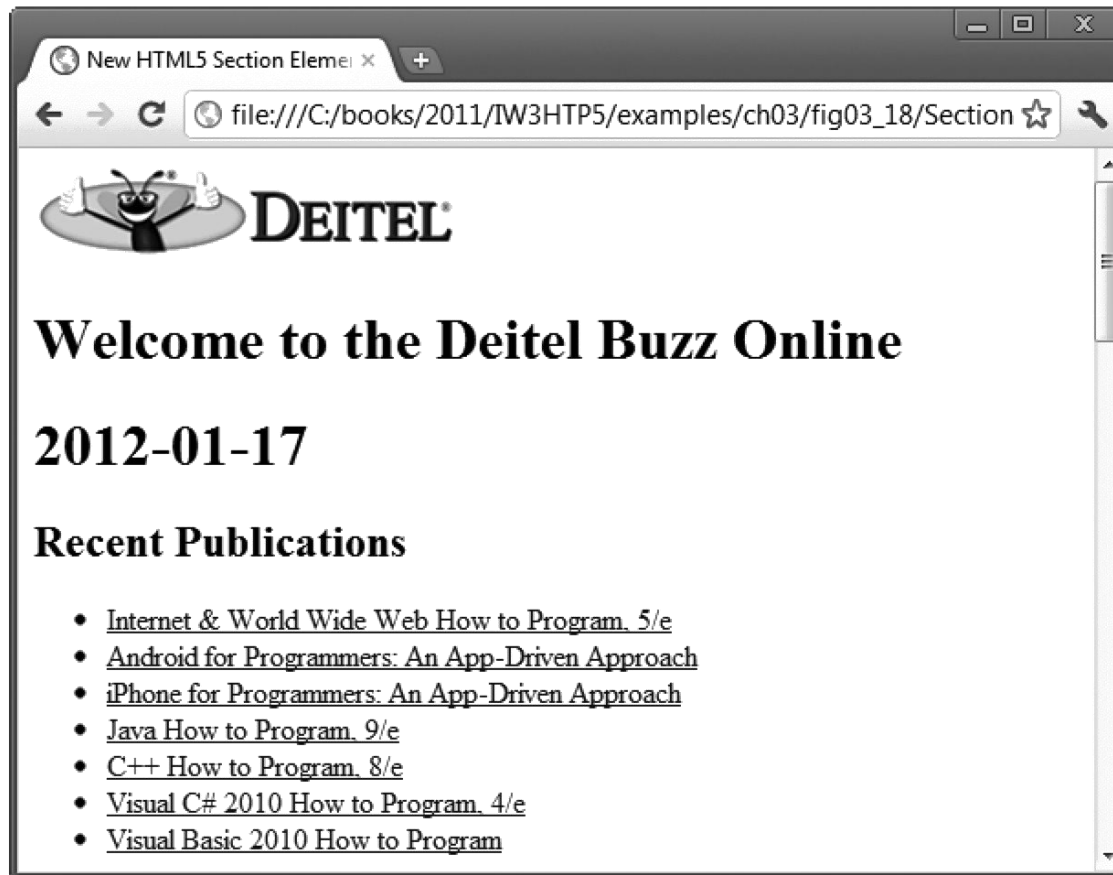 New HTML5 Section Elemen
file:///C:/books/2011/IW3HTP5/examples/ch03/fig03_18/Section
DEITEL®
Welcome to the Deitel Buzz Online
2012-01-17
Recent Publications
• Internet & World Wide Web How to Program, 5/e
• Android for Programmers: An App-Driven Approach
• iPhone for Programmers: An App-Driven Approach
• Java How to Program, 9/e
• C++ How to Program, 8/e
• Visual C# 2010 How to Program, 4/e
• Visual Basic 2010 How to Program